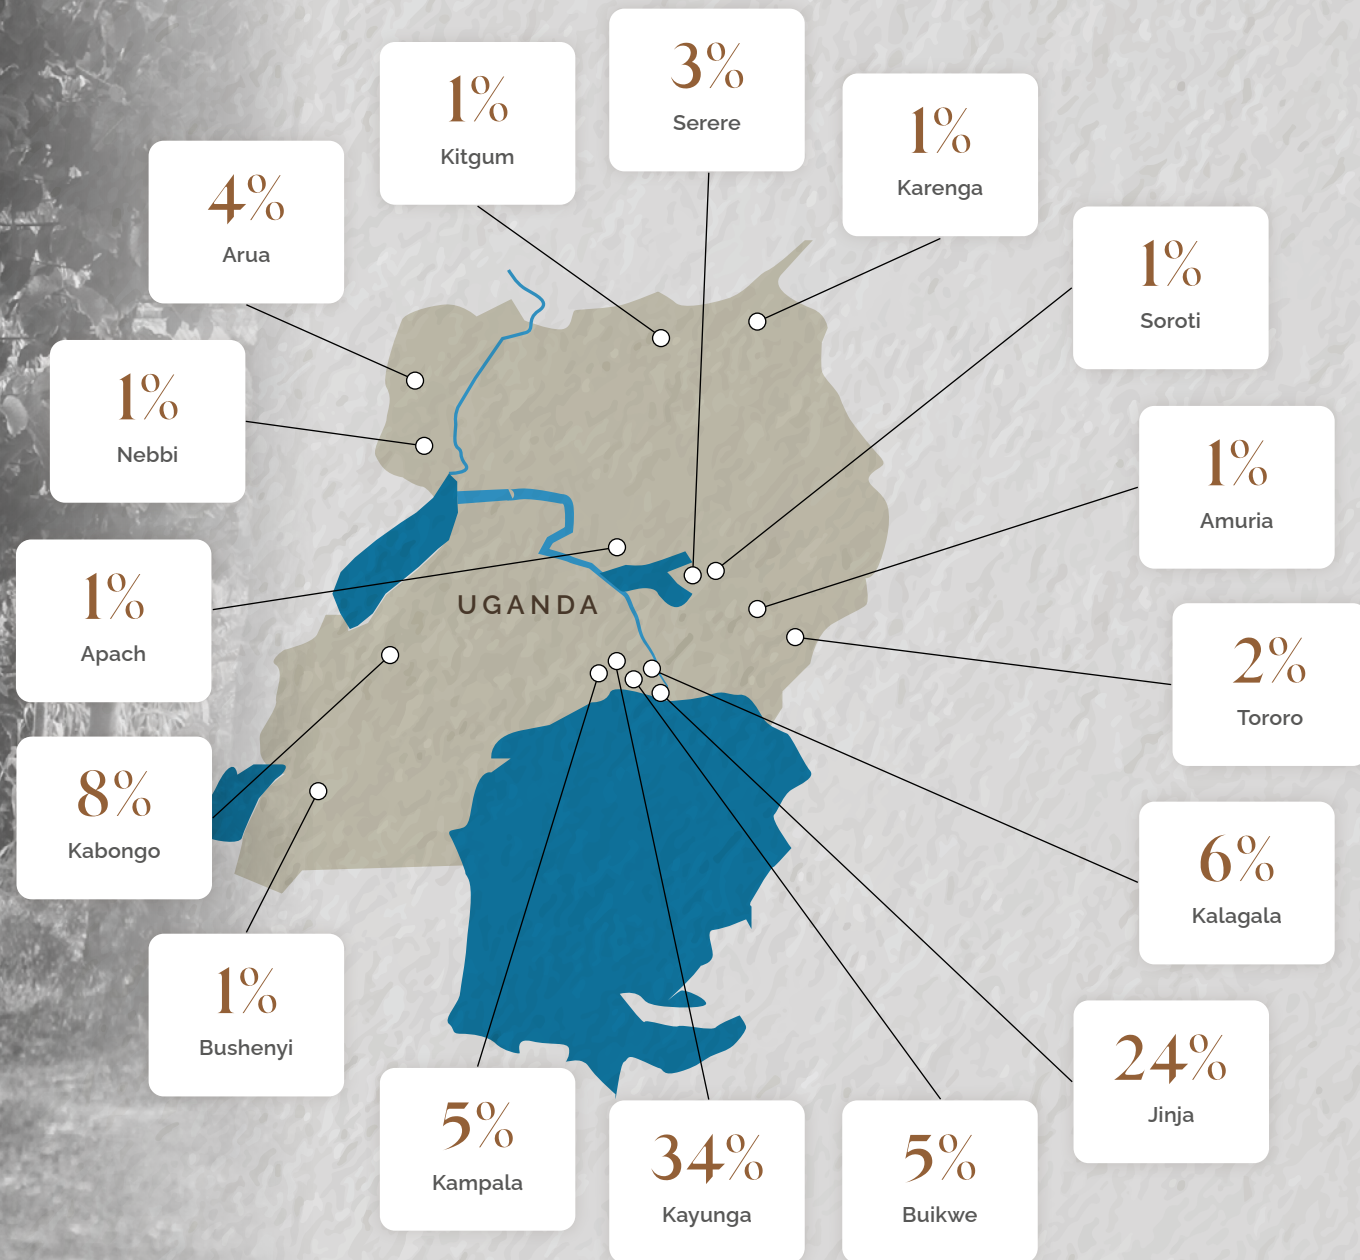 3%
Serere
1%
Kitgum
1%
Karenga
4%
Arua
1%
Soroti
1%
Nebbi
1%
Amuria
1%
Apach
UGANDA
2%
Tororo
8%
Kabongo
6%
Kalagala
1%
Bushenyi
24%
Jinja
5%
Kampala
34%
Kayunga
5%
Buikwe